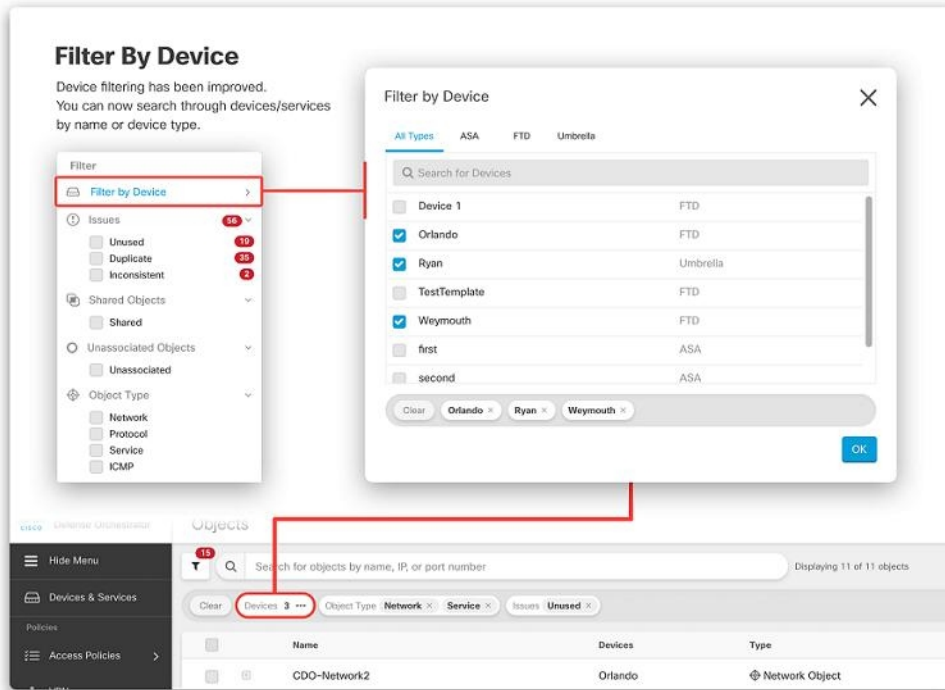 Filter By Device
Device filtering has been improved.
You can now search through devices/services
by name or device type.
Filter
Filter by Device
Issues 56
Unused 19
Duplicate 35
Inconsistent 2
Shared Objects
Shared
Unassociated Objects
Unassociated
Object Type
Network
Protocol
Service
ICMP
Filter by Device
All Types ASA FTD Umbrella
Search for Devices
Device 1 FTD
Orlando FTD
Ryan Umbrella
TestTemplate FTD
Weymouth FTD
first ASA
second ASA
Clear Orlando × Ryan × Weymouth ×
OK
CISCO Defense Orchestrator
Objects
Hide Menu
Devices & Services
Policies
Access Policies
15
Search for objects by name, IP, or port number
Displaying 11 of 11 objects
Clear Devices 3 ••• Object Type Network × Service × Issues Unused ×
Name Devices Type
CDO-Network2 Orlando Network Object